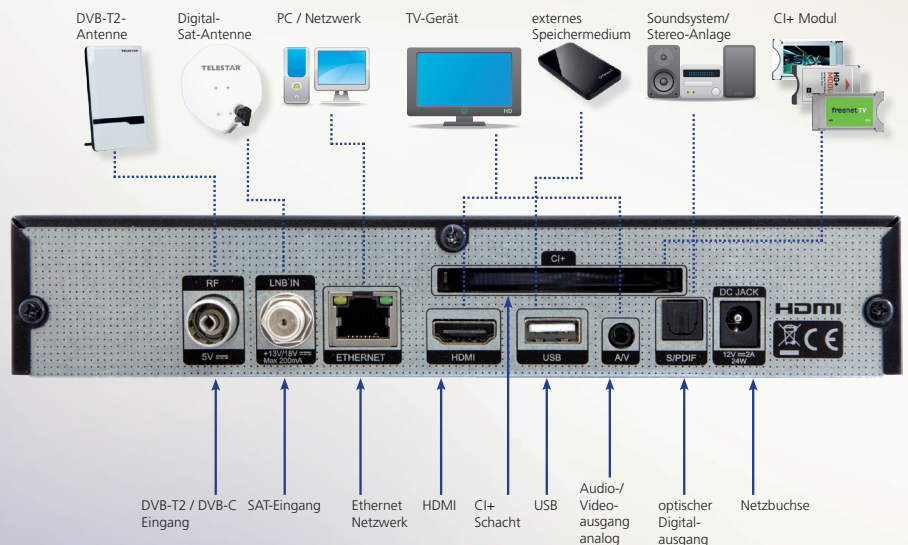 DVB-T2-
Antenne
Digital-
Sat-Antenne
PC / Netzwerk
TV-Gerät
externes
Speichermedium
Soundsystem/
Stereo-Anlage
CI+ Modul
TELESTAR
TELESTAR
HD
HD+
MODUL
freenet TV
CI+
RF
5V
LNB IN
+13V/18V
Max 200mA
ETHERNET
HDMI
USB
A/V
S/PDIF
DC JACK
12V 2A
24W
HDMI
CE
DVB-T2 / DVB-C
Eingang
SAT-Eingang
Ethernet
Netzwerk
HDMI
CI+
Schacht
USB
Audio-/
Video-
ausgang
analog
optischer
Digital-
ausgang
Netzbuchse